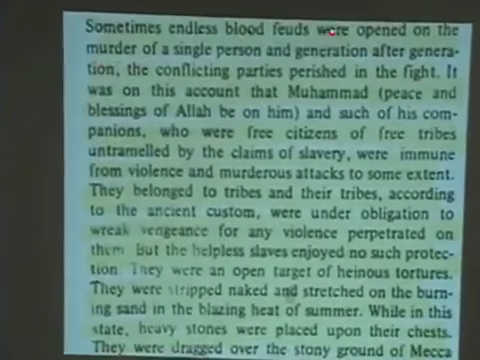 Sometimes endless blood feuds were opened on the
murder of a single person and generation after genera-
tion, the conflicting parties perished in the fight. It
was on this account that Muhammad (peace and
blessings of Allah be on him) and such of his com-
panions, who were free citizens of free tribes
untramelled by the claims of slavery, were immune
from violence and murderous attacks to some extent.
They belonged to tribes and their tribes, according
to the ancient custom, were under obligation to
wreak vengeance for any violence perpetrated on
them. But the helpless slaves enjoyed no such protec-
tion. They were an open target of heinous tortures.
They were stripped naked and stretched on the burn-
ing sand in the blazing heat of summer. While in this
state, heavy stones were placed upon their chests.
They were dragged over the stony ground of Mecca